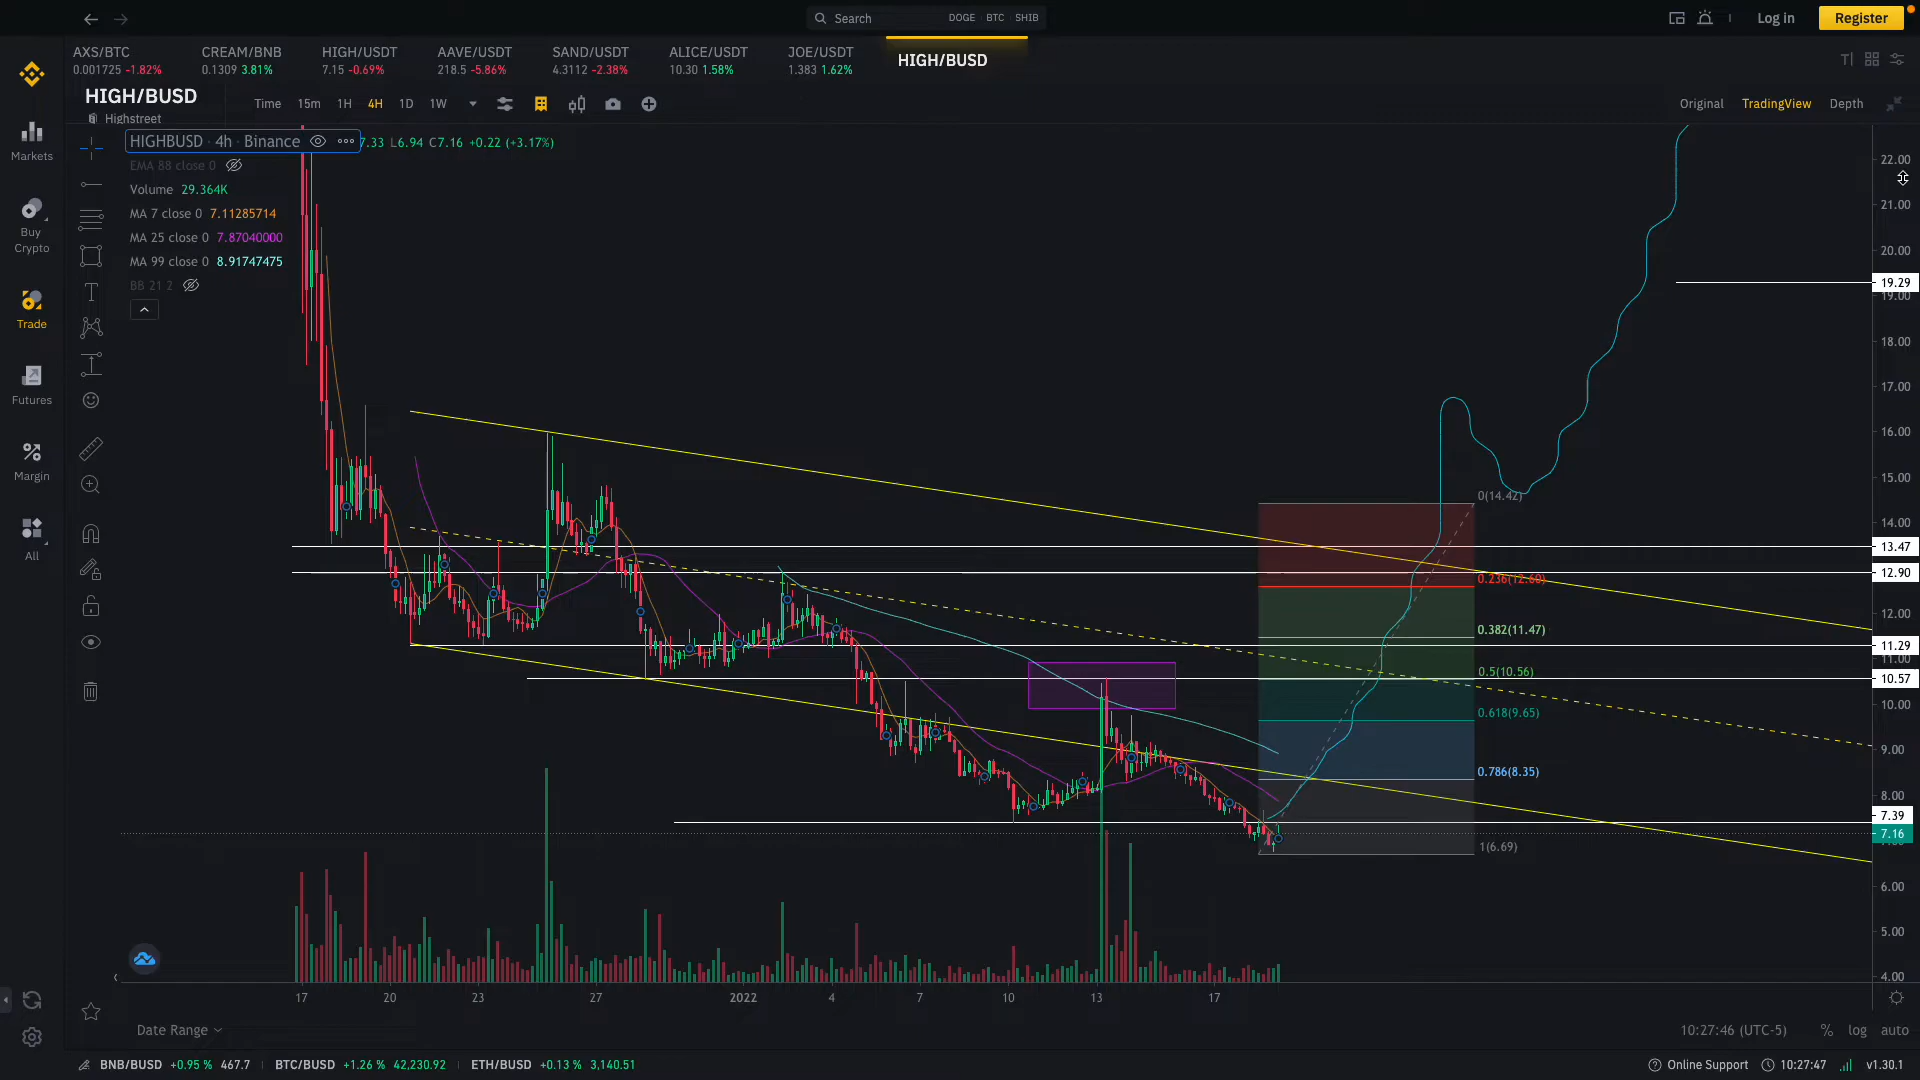 Search DOGE BTC SHIB
Log in Register
AXS/BTC CREAM/BNB HIGH/USDT AAVE/USDT SAND/USDT ALICE/USDT JOE/USDT HIGH/BUSD
0.001725 -1.82% 0.1309 3.81% 7.15 -0.69% 218.5 -5.86% 4.3112 -2.38% 10.30 1.58% 1.383 1.62%
HIGH/BUSD
Highstreet
Time 15m 1H 4H 1D 1W
Original TradingView Depth
HIGHBUSD · 4h · Binance 7.33 L6.94 C7.16 +0.22 (+3.17%)
EMA 88 close 0
Volume 29.364K
MA 7 close 0 7.11285714
MA 25 close 0 7.87040000
MA 99 close 0 8.91747475
BB 21 2
Markets
Buy
Crypto
Trade
Futures
Margin
All
0(14.42)
0.236(12.60)
0.382(11.47)
0.5(10.56)
0.618(9.65)
0.786(8.35)
1(6.69)
22.00
21.00
20.00
19.29
19.00
18.00
17.00
16.00
15.00
14.00
13.47
12.90
12.00
11.29
11.00
10.57
10.00
9.00
8.00
7.39
7.16
6.00
5.00
4.00
17 20 23 27 2022 4 7 10 13 17
Date Range
10:27:46 (UTC-5) % log auto
BNB/BUSD +0.95 % 467.7 BTC/BUSD +1.26 % 42,230.92 ETH/BUSD +0.13 % 3,140.51
Online Support 10:27:47 v1.30.1